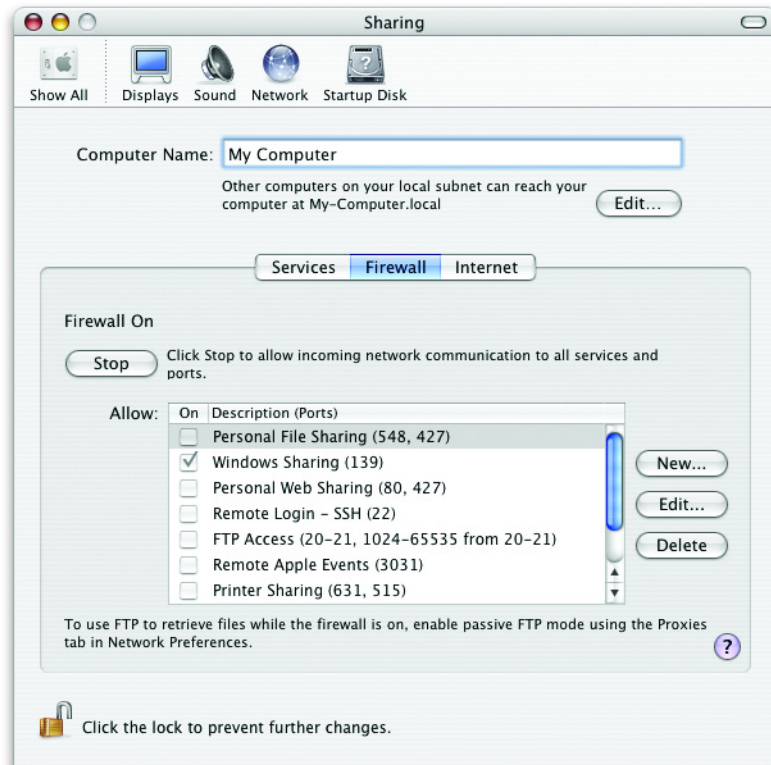 Sharing
Show All
Displays
Sound
Network
Startup Disk
Computer Name:
My Computer
Other computers on your local subnet can reach your
computer at My-Computer.local
Edit...
Services
Firewall
Internet
Firewall On
Stop
Click Stop to allow incoming network communication to all services and
ports.
Allow:
On
Description (Ports)
Personal File Sharing (548, 427)
Windows Sharing (139)
Personal Web Sharing (80, 427)
Remote Login – SSH (22)
FTP Access (20-21, 1024-65535 from 20-21)
Remote Apple Events (3031)
Printer Sharing (631, 515)
New...
Edit...
Delete
To use FTP to retrieve files while the firewall is on, enable passive FTP mode using the Proxies
tab in Network Preferences.
?
Click the lock to prevent further changes.